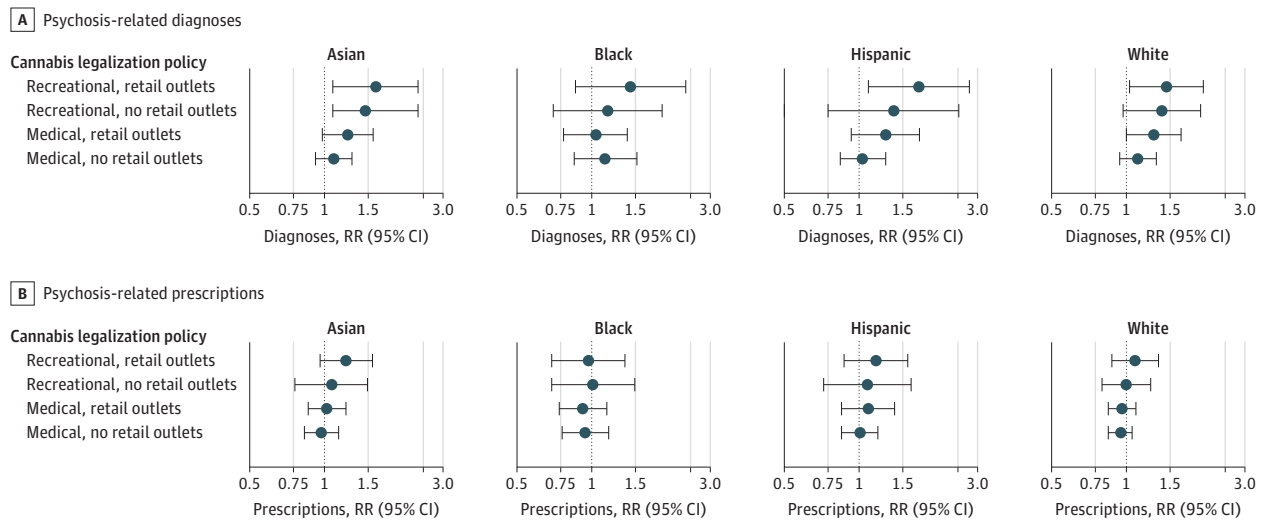 A Psychosis-related diagnoses
Cannabis legalization policy
Recreational, retail outlets
Recreational, no retail outlets
Medical, retail outlets
Medical, no retail outlets
Asian
0.5 0.75 1 1.5 3.0
Diagnoses, RR (95% CI)
Black
0.5 0.75 1 1.5 3.0
Diagnoses, RR (95% CI)
Hispanic
0.5 0.75 1 1.5 3.0
Diagnoses, RR (95% CI)
White
0.5 0.75 1 1.5 3.0
Diagnoses, RR (95% CI)
B Psychosis-related prescriptions
Cannabis legalization policy
Recreational, retail outlets
Recreational, no retail outlets
Medical, retail outlets
Medical, no retail outlets
Asian
0.5 0.75 1 1.5 3.0
Prescriptions, RR (95% CI)
Black
0.5 0.75 1 1.5 3.0
Prescriptions, RR (95% CI)
Hispanic
0.5 0.75 1 1.5 3.0
Prescriptions, RR (95% CI)
White
0.5 0.75 1 1.5 3.0
Prescriptions, RR (95% CI)